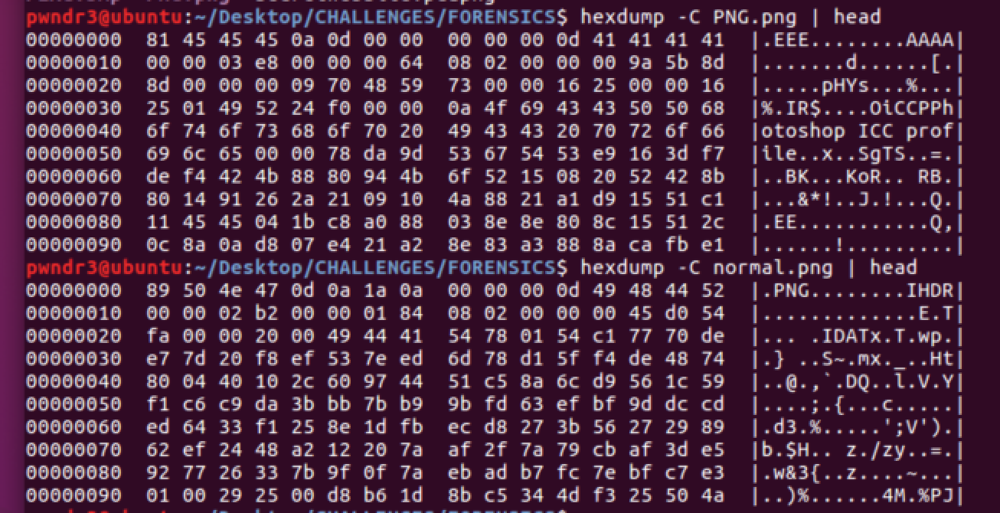 pwndr3@ubuntu:~/Desktop/CHALLENGES/FORENSICS$ hexdump -C PNG.png | head
00000000  81 45 45 45 0a 0d 00 00  00 00 00 0d 41 41 41 41  |.EEE........AAAA|
00000010  00 00 03 e8 00 00 00 64  08 02 00 00 00 9a 5b 8d  |.......d......[.|
00000020  8d 00 00 00 09 70 48 59  73 00 00 16 25 00 00 16  |.....pHYs...%...|
00000030  25 01 49 52 24 f0 00 00  0a 4f 69 43 43 50 50 68  |%.IR$....OiCCPPh|
00000040  6f 74 6f 73 68 6f 70 20  49 43 43 20 70 72 6f 66  |otoshop ICC prof|
00000050  69 6c 65 00 00 78 da 9d  53 67 54 53 e9 16 3d f7  |ile..x..SgTS..=.|
00000060  de f4 42 4b 88 80 94 4b  6f 52 15 08 20 52 42 8b  |..BK...KoR.. RB.|
00000070  80 14 91 26 2a 21 09 10  4a 88 21 a1 d9 15 51 c1  |...&*!..J.!...Q.|
00000080  11 45 45 04 1b c8 a0 88  03 8e 8e 80 8c 15 51 2c  |.EE...........Q,|
00000090  0c 8a 0a d8 07 e4 21 a2  8e 83 a3 88 8a ca fb e1  |......!.........|
pwndr3@ubuntu:~/Desktop/CHALLENGES/FORENSICS$ hexdump -C normal.png | head
00000000  89 50 4e 47 0d 0a 1a 0a  00 00 00 0d 49 48 44 52  |.PNG........IHDR|
00000010  00 00 02 b2 00 00 01 84  08 02 00 00 00 45 d0 54  |.............E.T|
00000020  fa 00 00 20 00 49 44 41  54 78 01 54 c1 77 70 de  |... .IDATx.T.wp.|
00000030  e7 7d 20 f8 ef 53 7e ed  6d 78 d1 5f f4 de 48 74  |.} ..S~.mx._..Ht|
00000040  80 04 40 10 2c 60 97 44  51 c5 8a 6c d9 56 1c 59  |..@.,`.DQ..l.V.Y|
00000050  f1 c6 c9 da 3b bb 7b b9  9b fd 63 ef bf 9d dc cd  |....;.{...c.....|
00000060  ed 64 33 f1 25 8e 1d fb  ec d8 27 3b 56 27 29 89  |.d3.%.....';V').|
00000070  62 ef 24 48 a2 12 20 7a  af 2f 7a 79 cb af 3d e5  |b.$H.. z./zy..=.|
00000080  92 77 26 33 7b 9f 0f 7a  eb ad b7 fc 7e bf c7 e3  |.w&3{..z....~...|
00000090  01 00 29 25 00 d8 b6 1d  8b c5 34 4d f3 25 50 4a  |..)%......4M.%PJ|